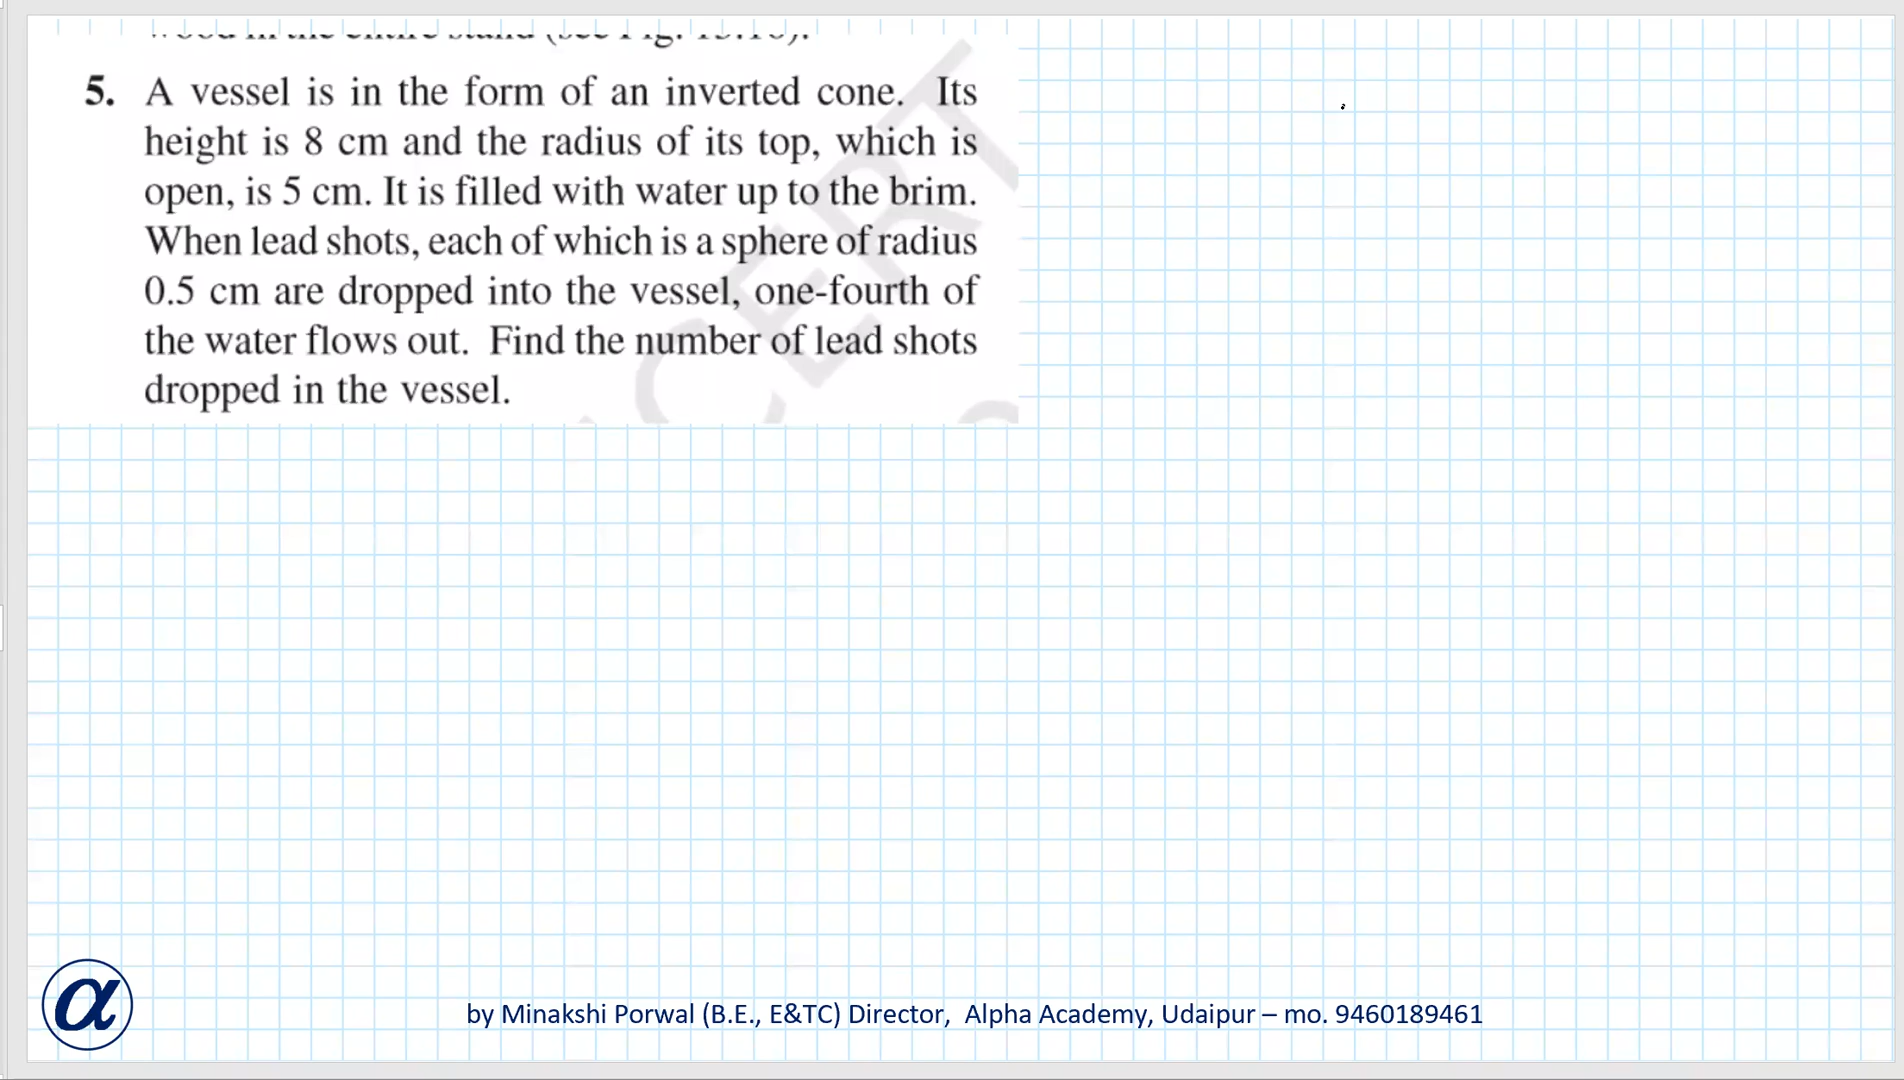 5. A vessel is in the form of an inverted cone. Its
height is 8 cm and the radius of its top, which is
open, is 5 cm. It is filled with water up to the brim.
When lead shots, each of which is a sphere of radius
0.5 cm are dropped into the vessel, one-fourth of
the water flows out. Find the number of lead shots
dropped in the vessel.
α
by Minakshi Porwal (B.E., E&TC) Director, Alpha Academy, Udaipur – mo. 9460189461